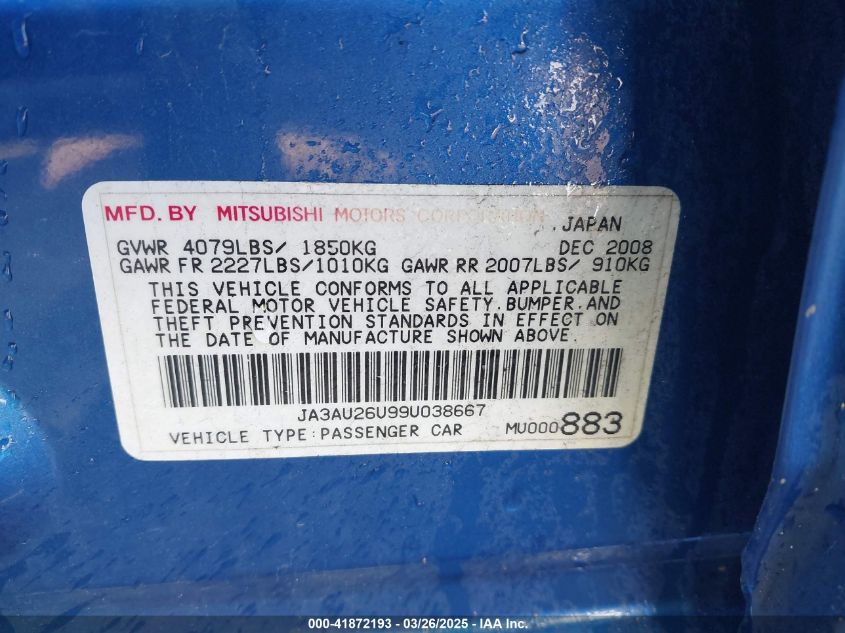 MFD. BY MITSUBISHI MOTORS CORPORATION
JAPAN
GVWR 4079LBS/ 1850KG DEC 2008
GAWR FR 2227LBS/1010KG GAWR RR 2007LBS/ 910KG
THIS VEHICLE CONFORMS TO ALL APPLICABLE
FEDERAL MOTOR VEHICLE SAFETY.BUMPER.AND
THEFT PREVENTION STANDARDS IN EFFECT ON
THE DATE OF MANUFACTURE SHOWN ABOVE.
JA3AU26U99U038667
VEHICLE TYPE:PASSENGER CAR MU000883
000-41872193 - 03/26/2025 - IAA Inc.